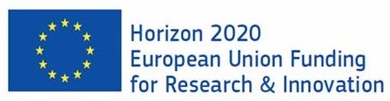 Horizon 2020
European Union Funding
for Research & Innovation